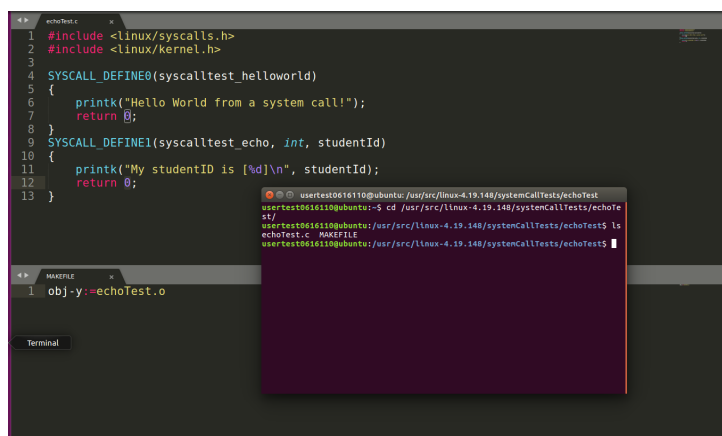 echoTest.c ×
1 #include <linux/syscalls.h>
2 #include <linux/kernel.h>
3
4 SYSCALL_DEFINE0(syscalltest_helloworld)
5 {
6 printk("Hello World from a system call!");
7 return 0;
8 }
9 SYSCALL_DEFINE1(syscalltest_echo, int, studentId)
10 {
11 printk("My studentID is [%d]\n", studentId);
12 return 0;
13 }
usertest0616110@ubuntu: /usr/src/linux-4.19.148/systemCallTests/echoTest
usertest0616110@ubuntu:~$ cd /usr/src/linux-4.19.148/systemCallTests/echoTe
st/
usertest0616110@ubuntu:/usr/src/linux-4.19.148/systemCallTests/echoTest$ ls
echoTest.c MAKEFILE
usertest0616110@ubuntu:/usr/src/linux-4.19.148/systemCallTests/echoTest$
MAKEFILE ×
1 obj-y:=echoTest.o
Terminal